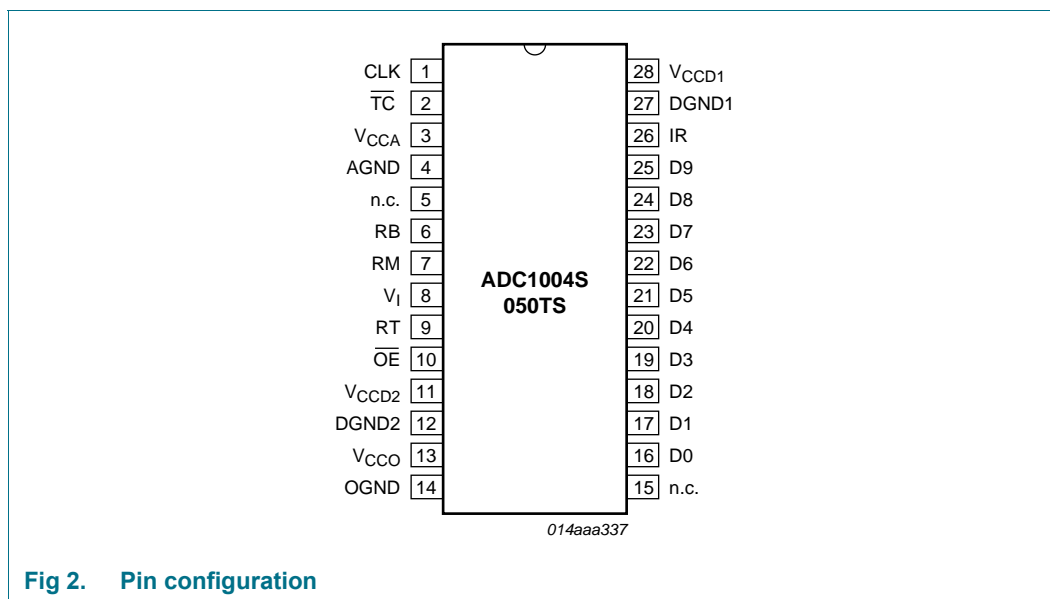 CLK 1 28 VCCD1
TC 2 27 DGND1
VCCA 3 26 IR
AGND 4 25 D9
n.c. 5 24 D8
RB 6 23 D7
RM 7 22 D6
VI 8 21 D5
RT 9 20 D4
OE 10 19 D3
VCCD2 11 18 D2
DGND2 12 17 D1
VCCO 13 16 D0
OGND 14 15 n.c.
ADC1004S
050TS
014aaa337
Fig 2. Pin configuration